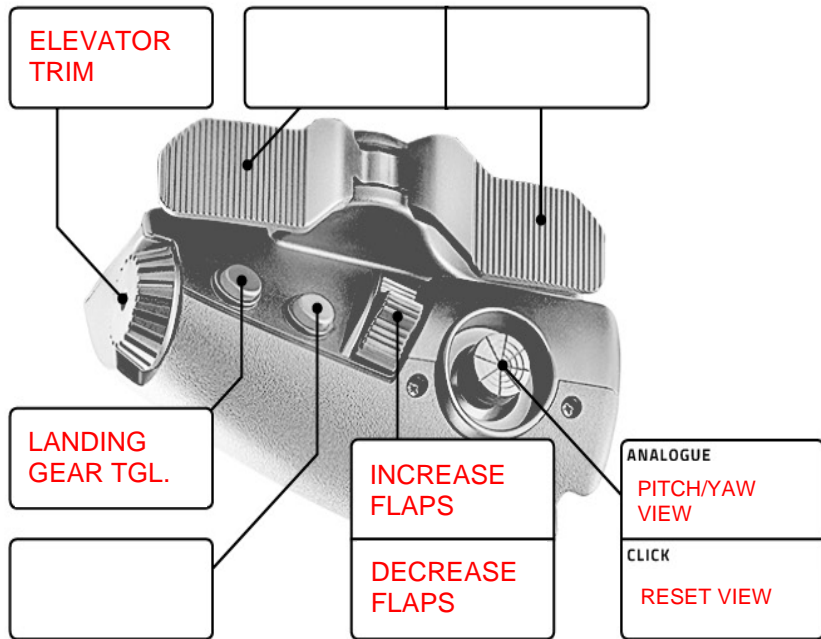 ELEVATOR
TRIM
LANDING
GEAR TGL.
INCREASE
FLAPS
DECREASE
FLAPS
ANALOGUE
PITCH/YAW
VIEW
CLICK
RESET VIEW